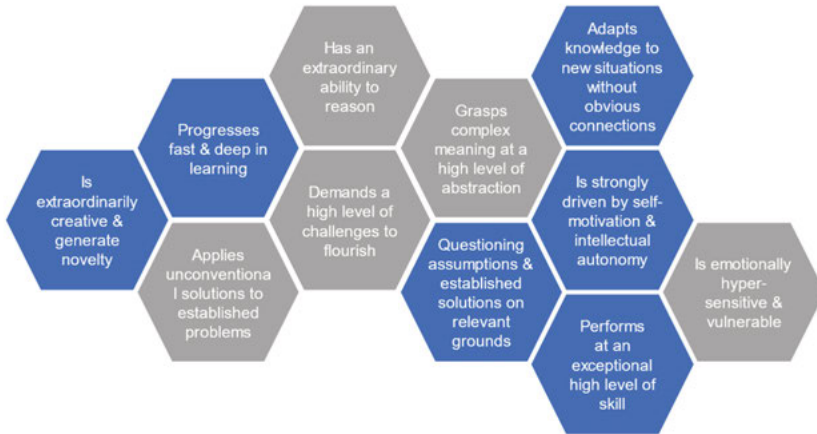 Is
extraordinarily
creative &
generate
novelty
Progresses
fast & deep in
learning
Applies
unconventiona
l solutions to
established
problems
Has an
extraordinary
ability to
reason
Demands a
high level of
challenges to
flourish
Grasps
complex
meaning at a
high level of
abstraction
Questioning
assumptions &
established
solutions on
relevant
grounds
Adapts
knowledge to
new situations
without
obvious
connections
Is strongly
driven by self-
motivation &
intellectual
autonomy
Performs
at an
exceptional
high level of
skill
Is emotionally
hyper-
sensitive &
vulnerable